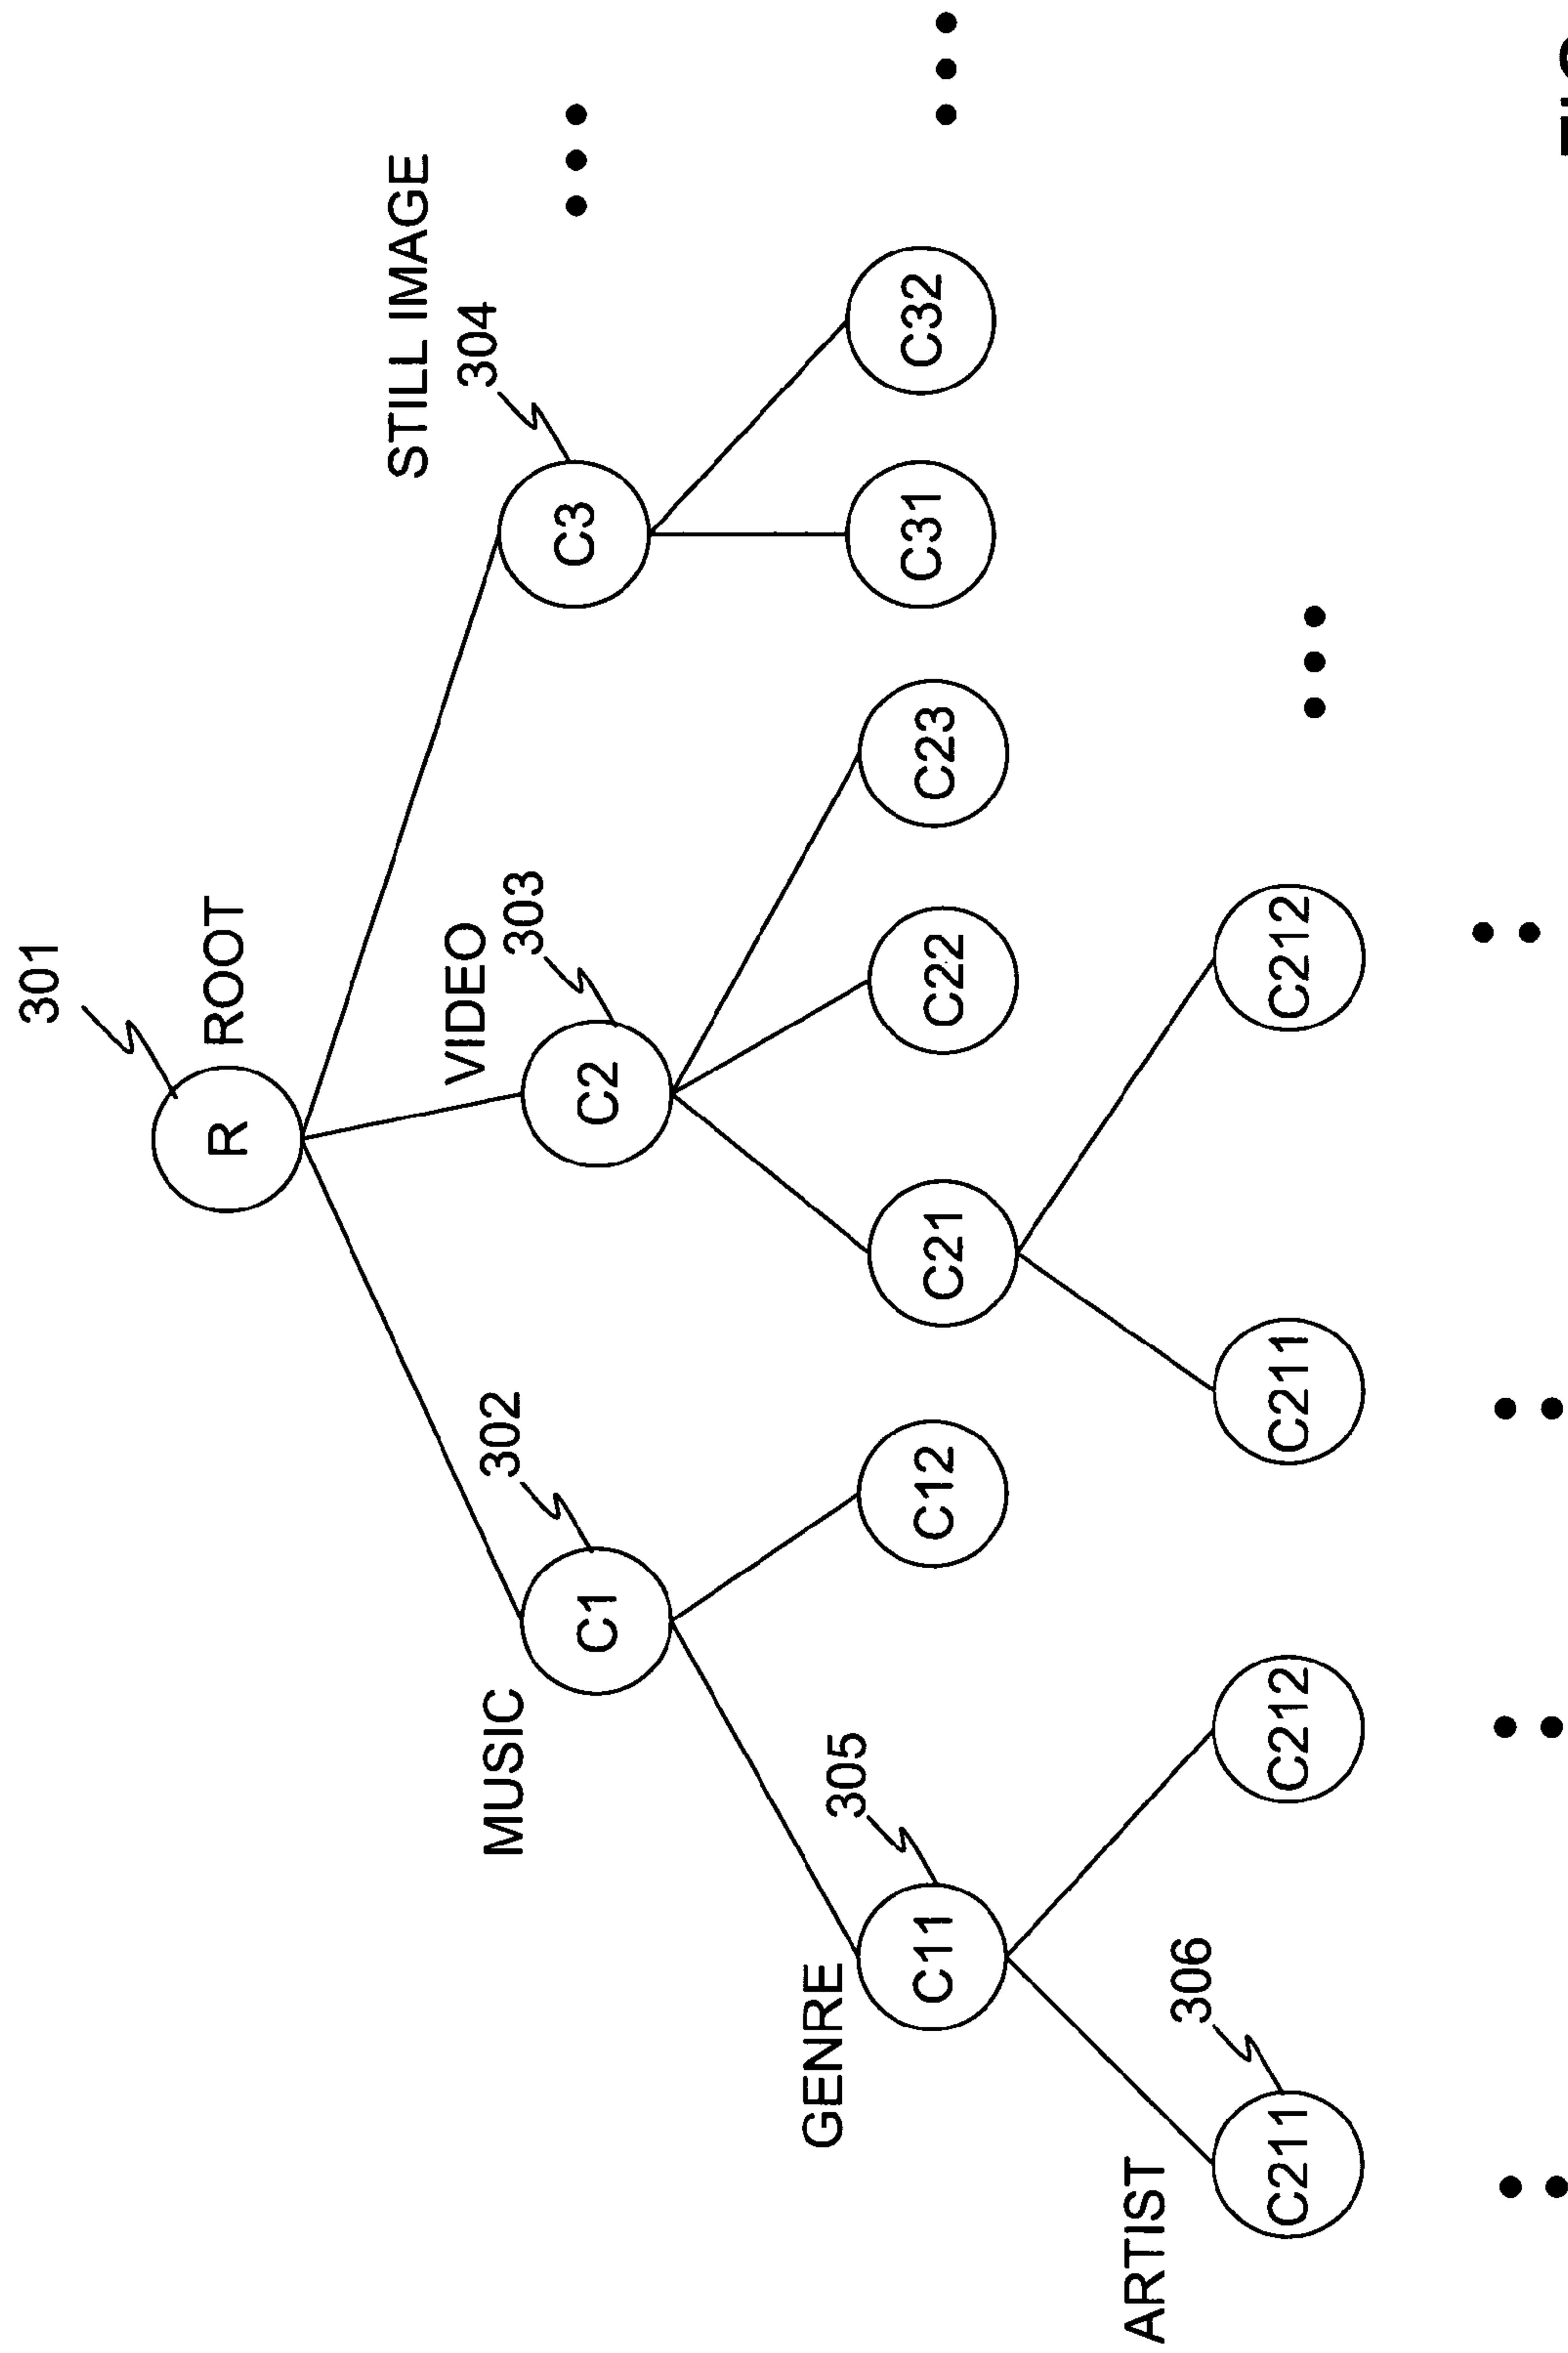 301
R
ROOT
MUSIC
302
C1
VIDEO
303
C2
STILL IMAGE
304
C3
GENRE
305
C11
C12
C21
C22
C23
C31
C32
ARTIST
306
C211
C212
C211
C212